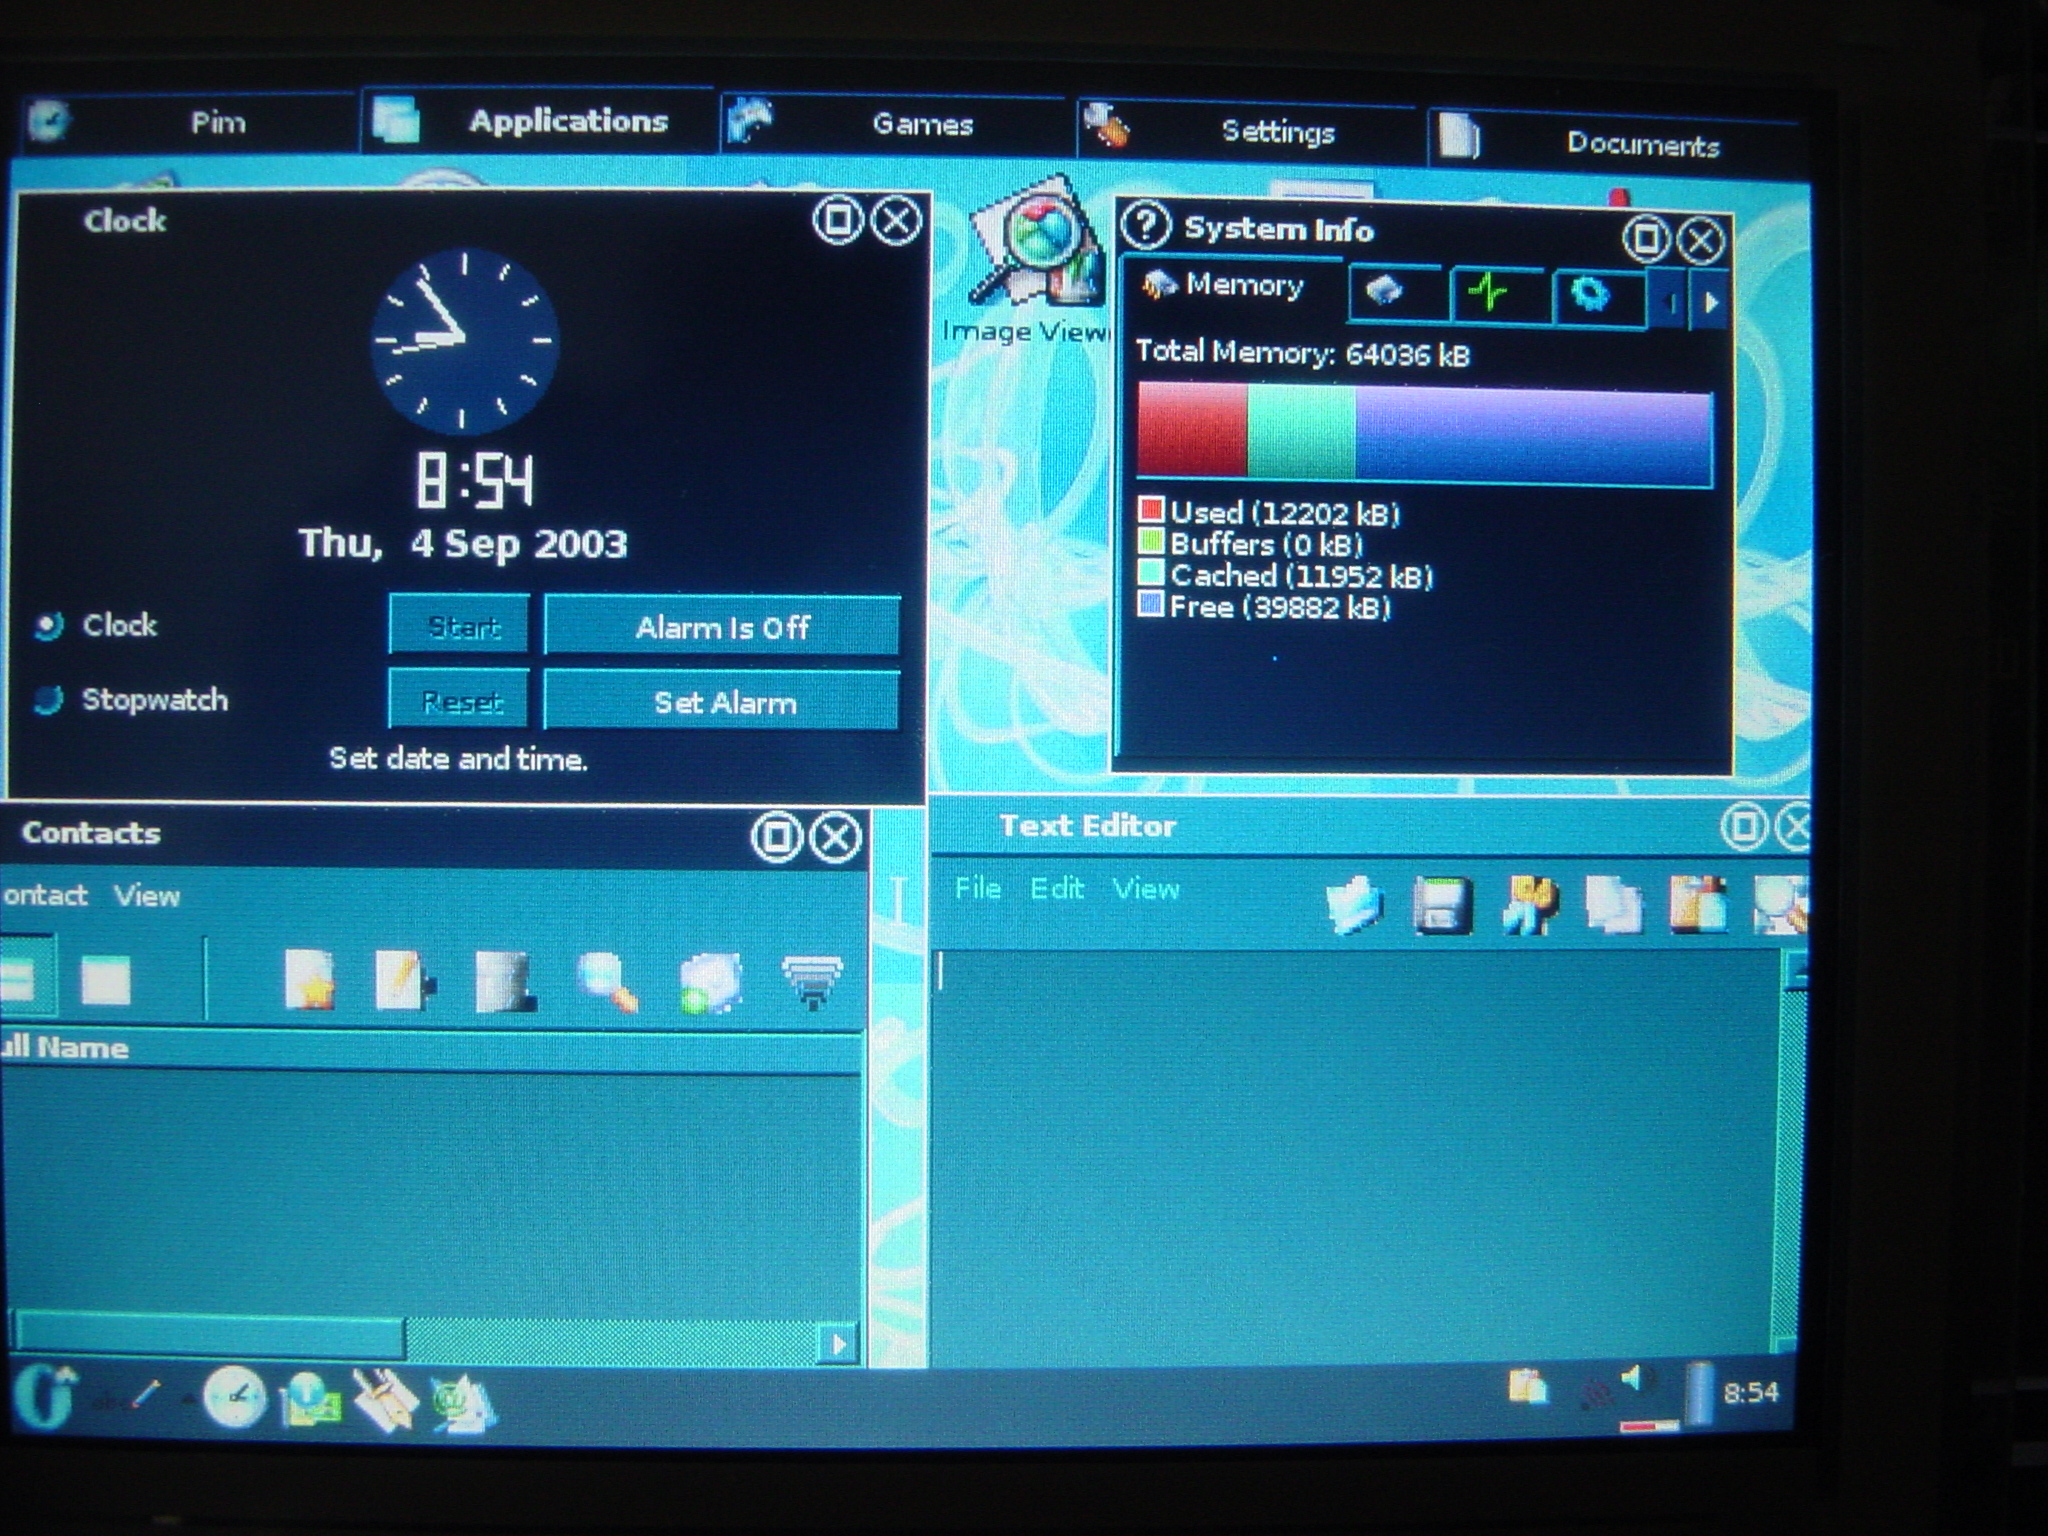 Pim Applications Games Settings Documents
Clock
8:54
Thu, 4 Sep 2003
Clock Start Alarm Is Off
Stopwatch Reset Set Alarm
Set date and time.
Image View
? System Info
Memory
Total Memory: 64036 kB
Used (12202 kB)
Buffers (0 kB)
Cached (11952 kB)
Free (39882 kB)
Contacts
ontact View
ull Name
Text Editor
File Edit View
8:54